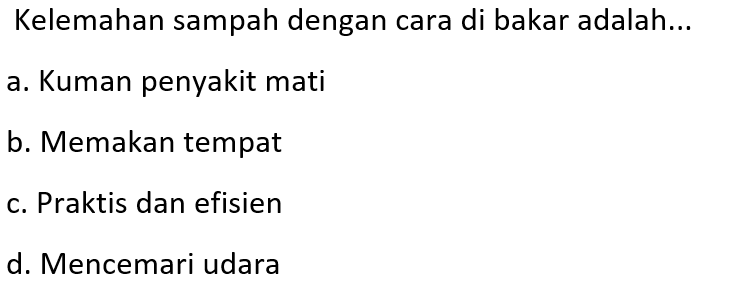 Kelemahan sampah dengan cara di bakar adalah...
a. Kuman penyakit mati
b. Memakan tempat
c. Praktis dan efisien
d. Mencemari udara